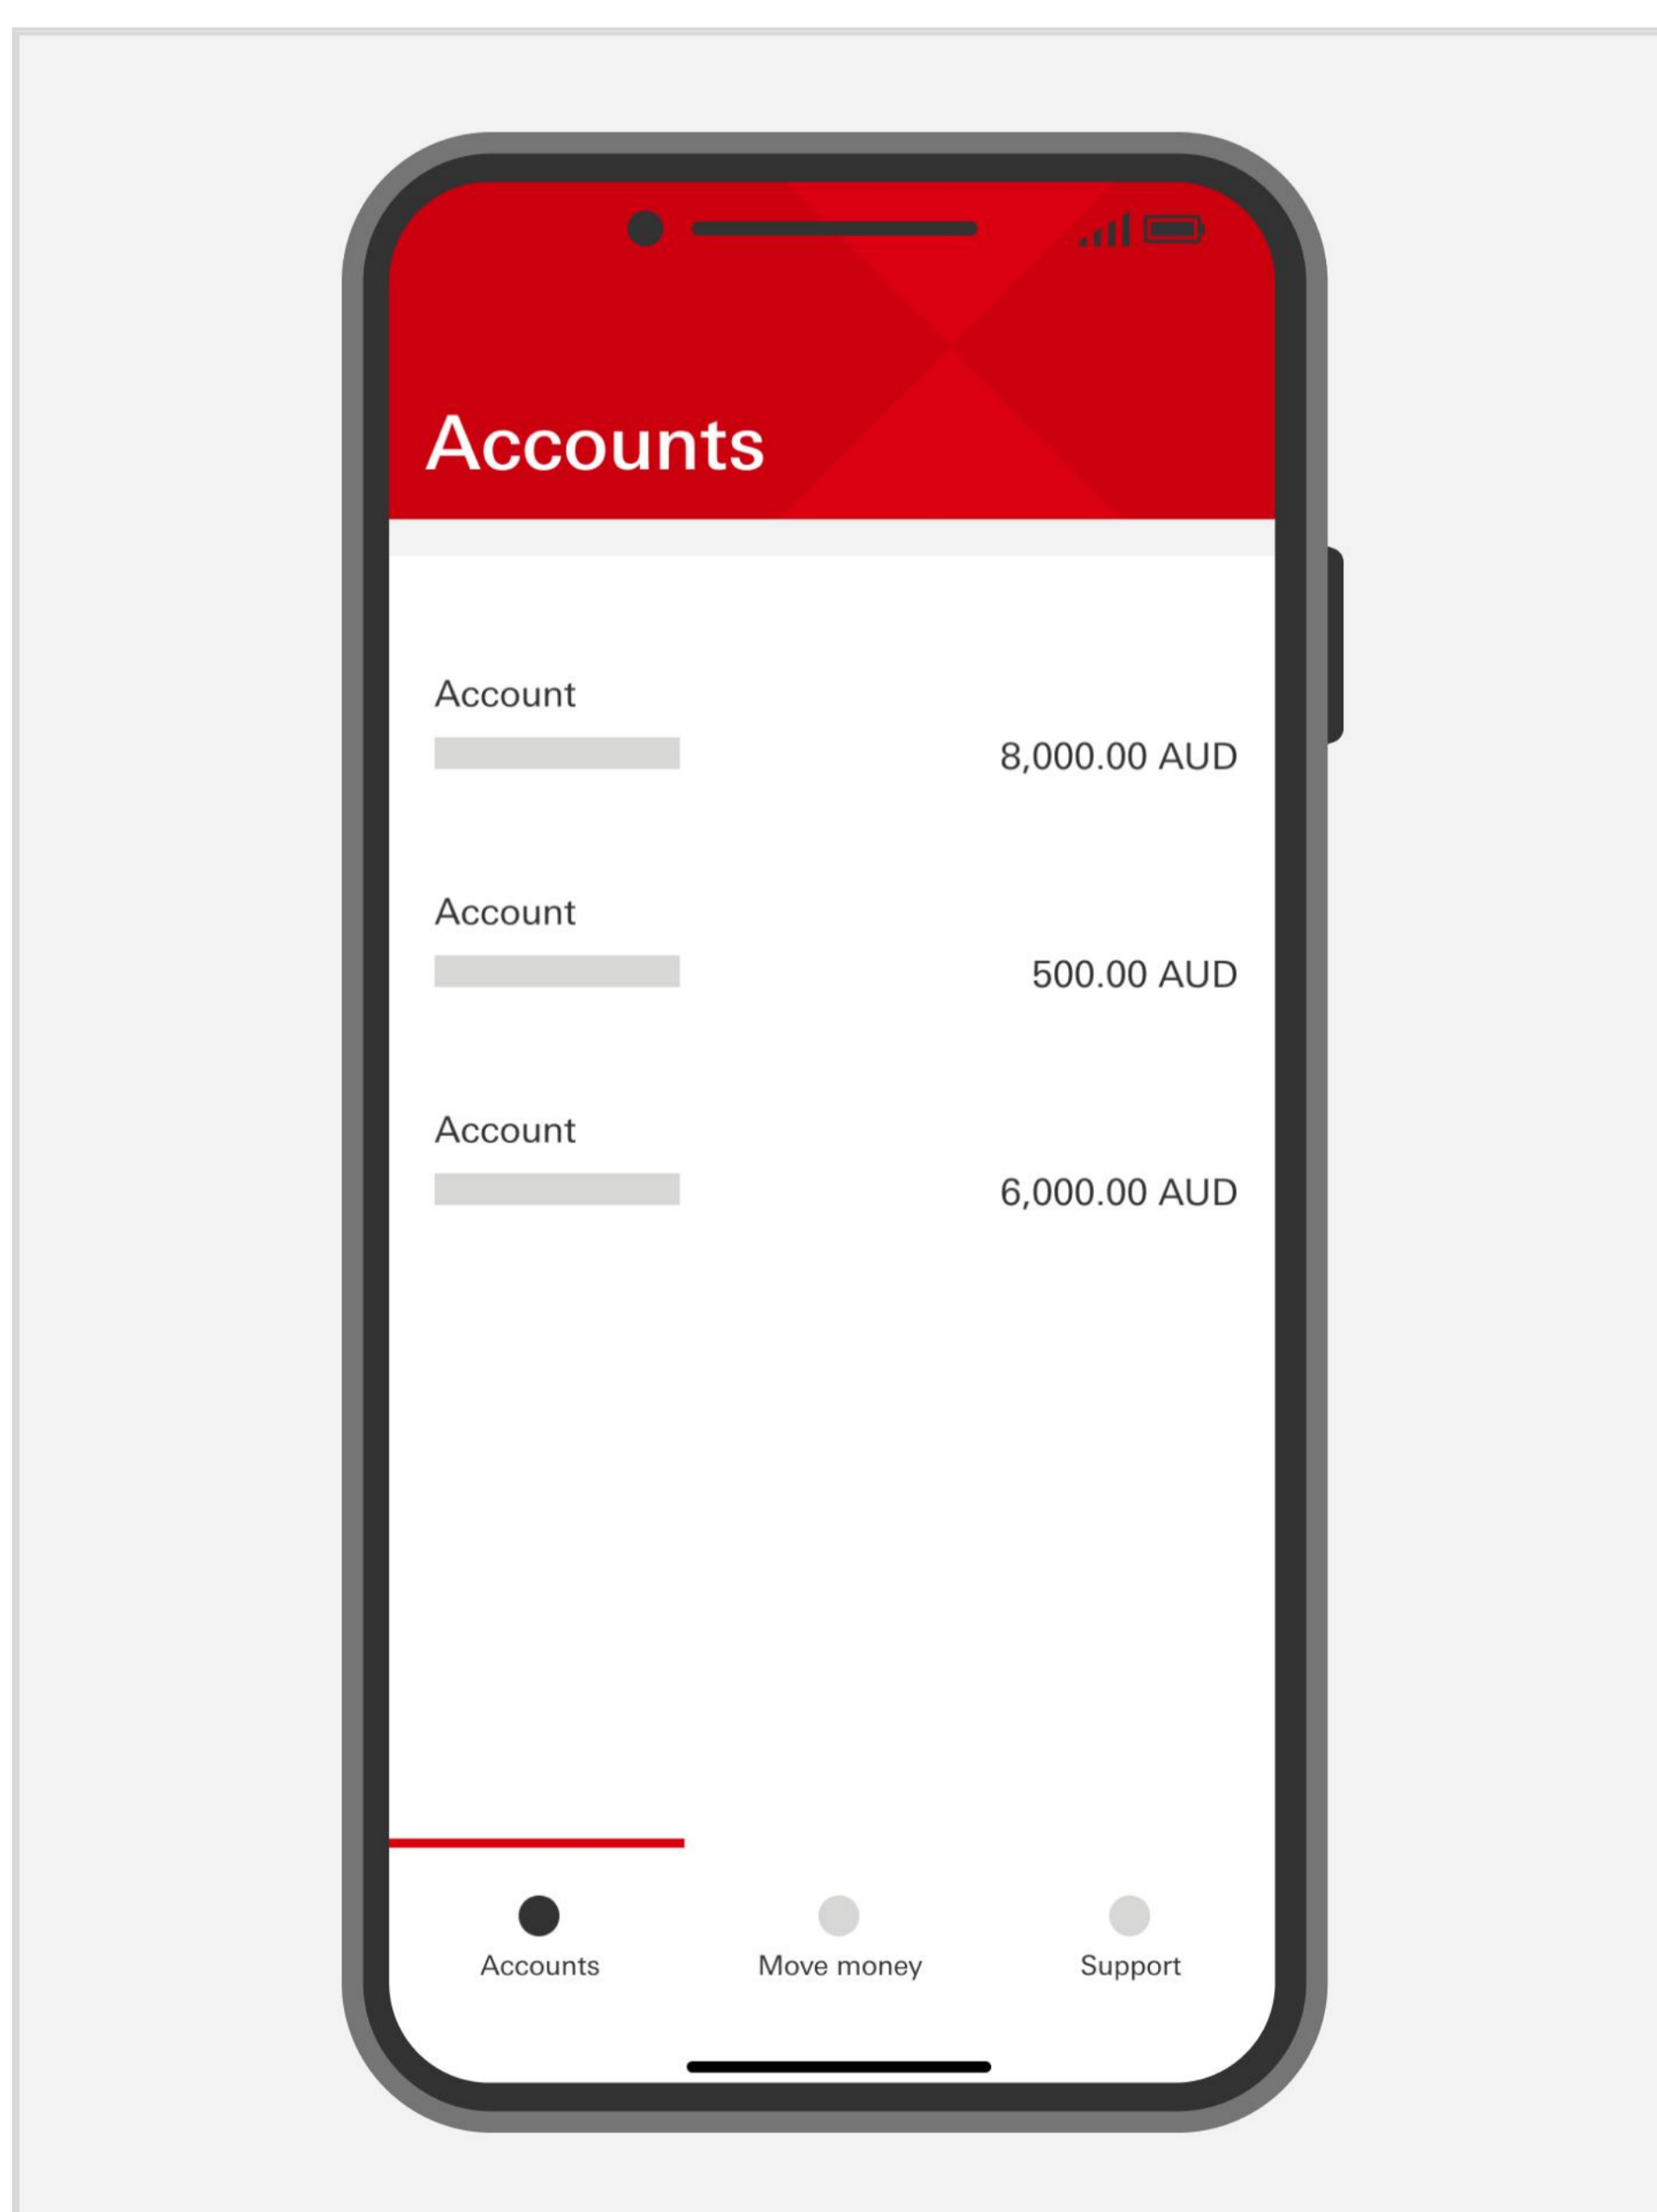 Accounts
Account
8,000.00 AUD
Account
500.00 AUD
Account
6,000.00 AUD
Accounts
Move money
Support